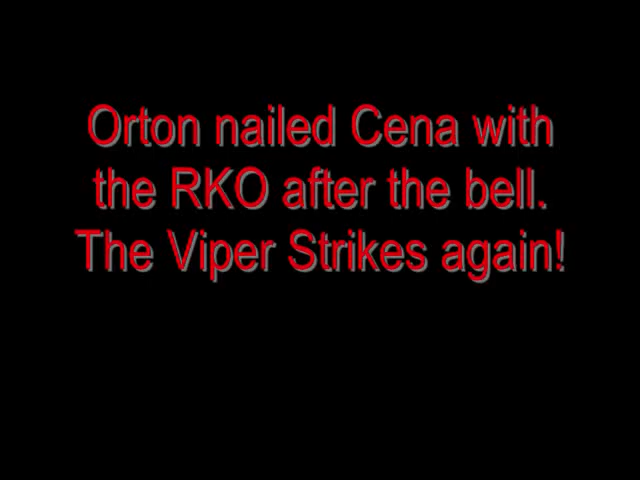 Orton nailed Cena with
the RKO after the bell.
The Viper Strikes again!